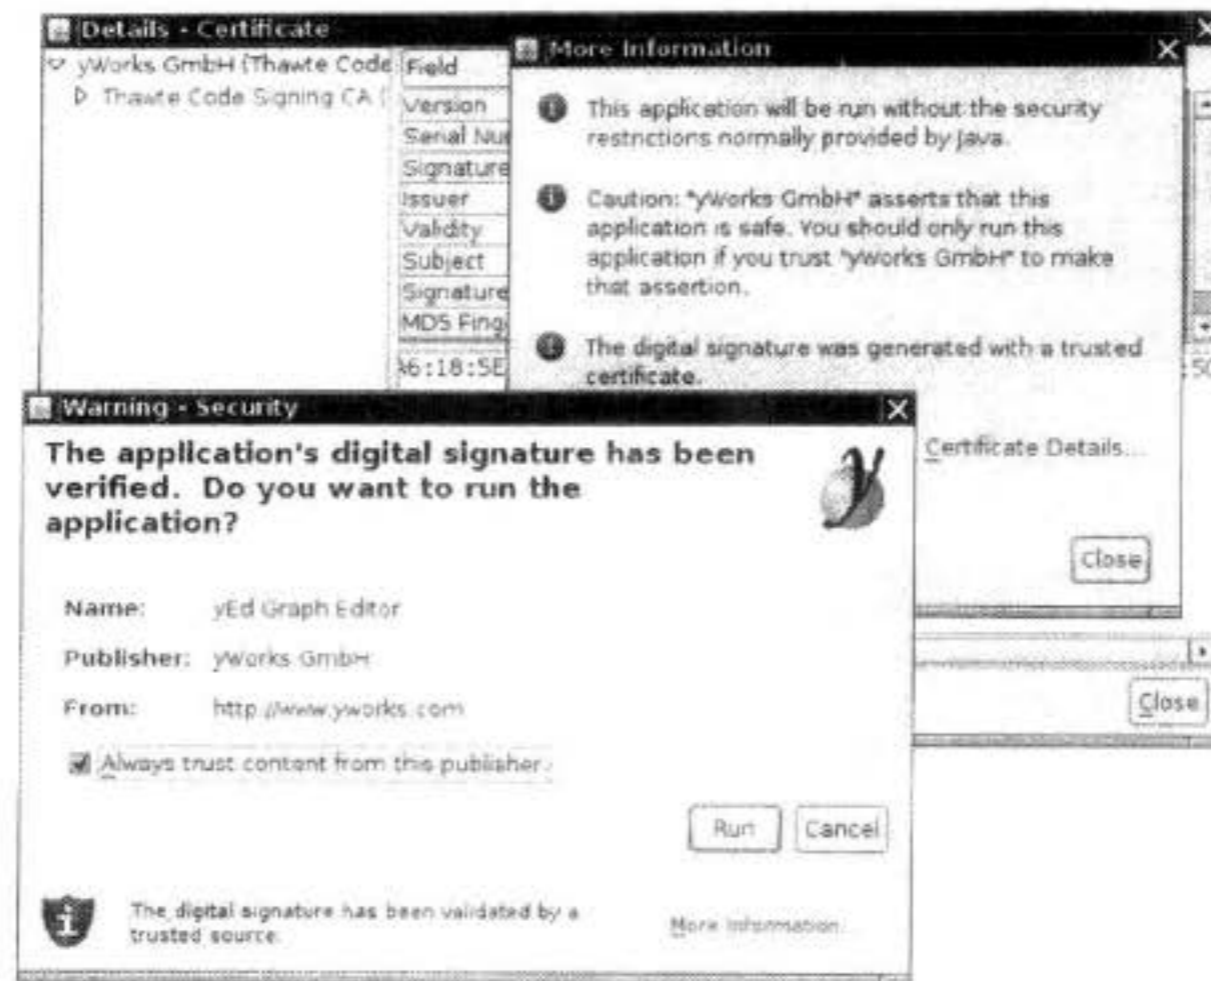 Details - Certificate
yWorks GmbH (Thawte Code
Thawte Code Signing CA (
Field
Version
Serial Nu
Signature
Issuer
Validity
Subject
Signature
MD5 Fing
6:18:5E
More Information
This application will be run without the security
restrictions normally provided by Java.
Caution: "yWorks GmbH" asserts that this
application is safe. You should only run this
application if you trust "yWorks GmbH" to make
that assertion.
The digital signature was generated with a trusted
certificate.
Certificate Details...
Close
Close
Warning - Security
The application's digital signature has been
verified. Do you want to run the
application?
Name: yEd Graph Editor
Publisher: yWorks GmbH
From: http://www.yworks.com
Always trust content from this publisher.
Run Cancel
The digital signature has been validated by a
trusted source.
More Information...